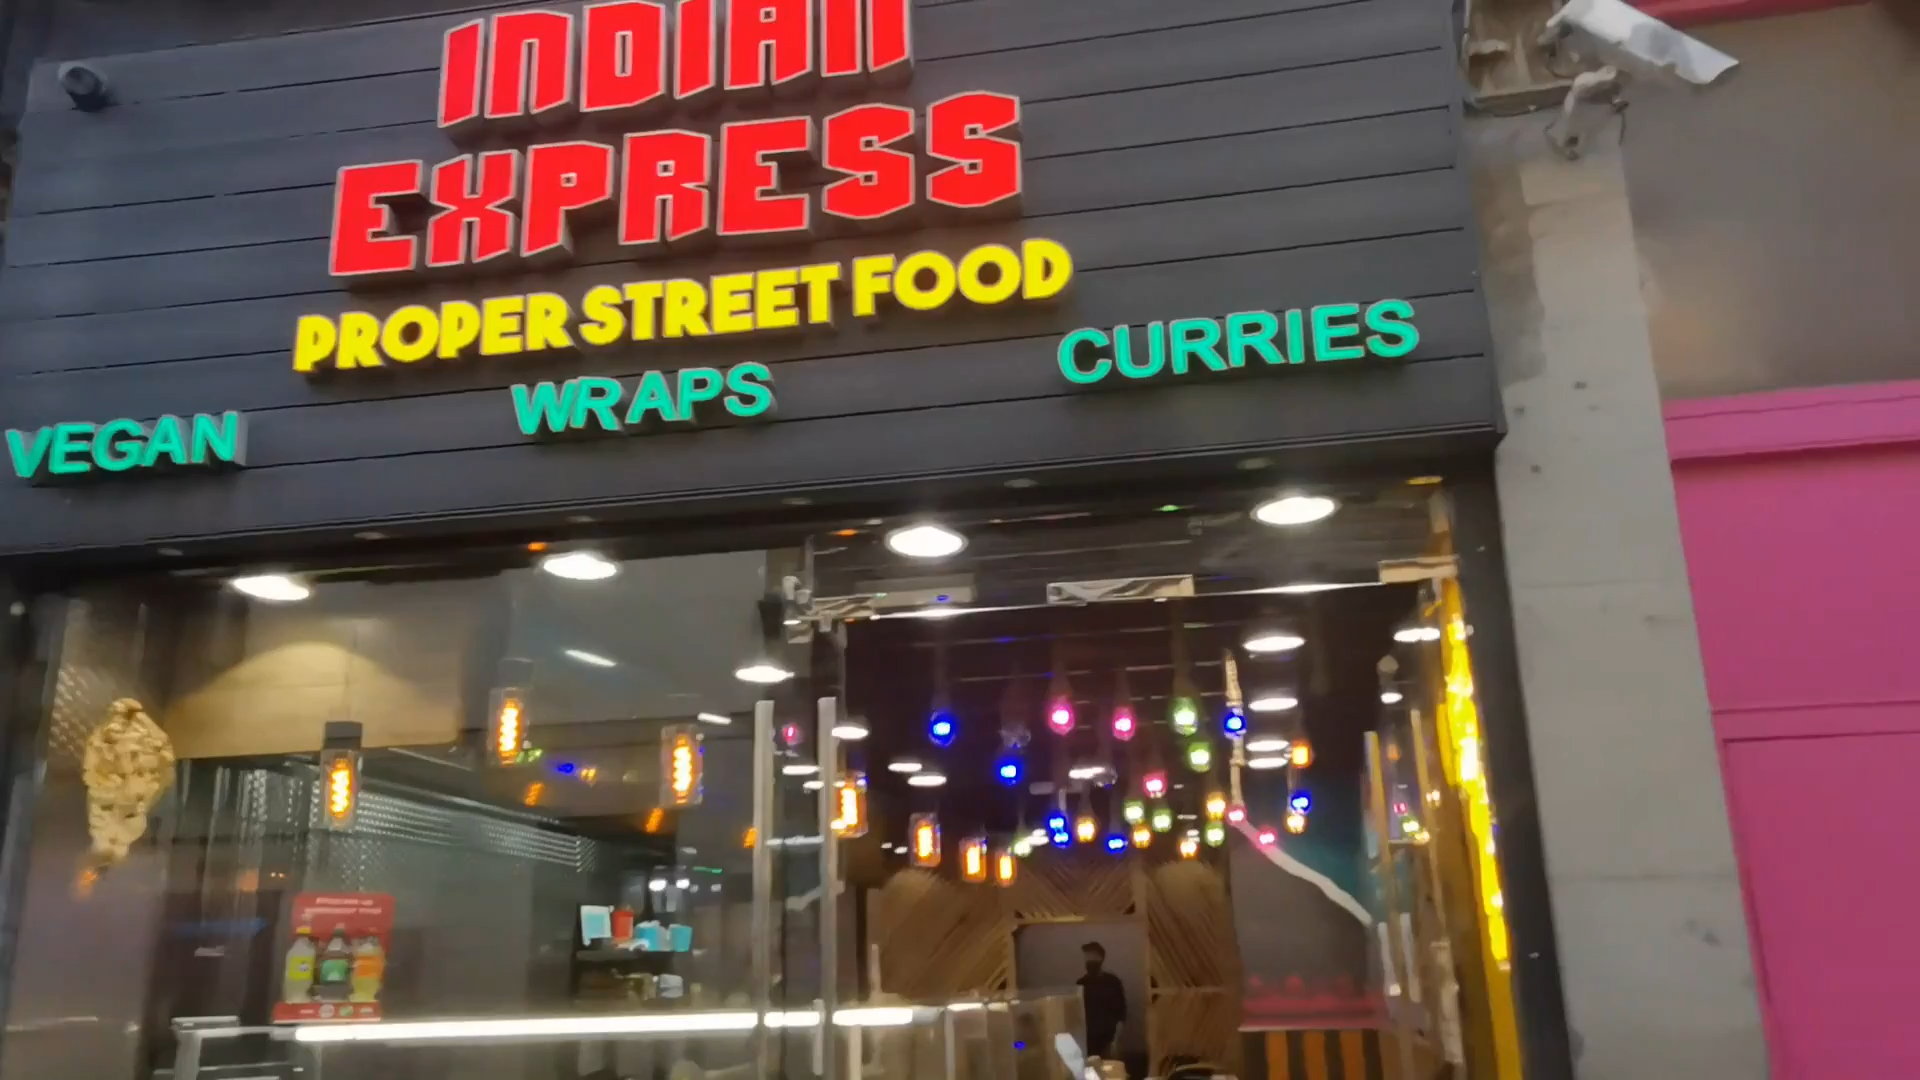 INDIAN
EXPRESS
PROPER STREET FOOD
VEGAN WRAPS CURRIES